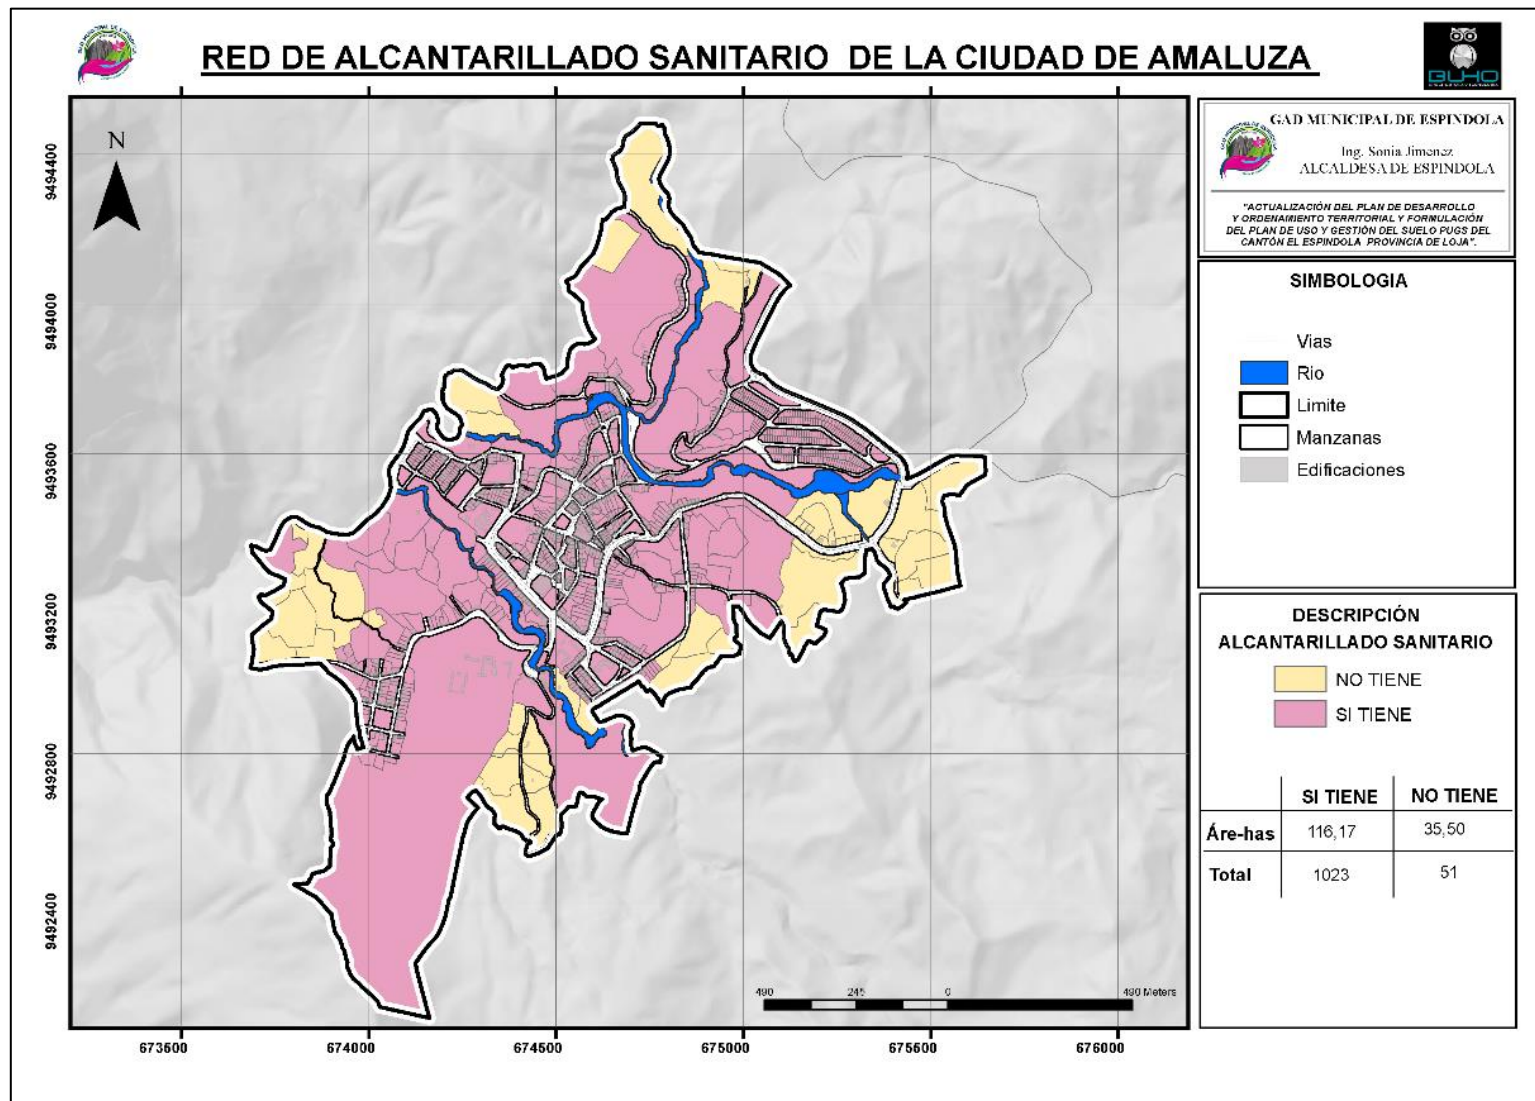 RED DE ALCANTARILLADO SANITARIO DE LA CIUDAD DE AMALUZA
BUHO
N
9494400
9494000
9493600
9493200
9492800
9492400
673500
674000
674500
675000
675500
676000
490
245
0
490 Meters
GAD MUNICIPAL DE ESPINDOLA
Ing. Sonia Jimenez
ALCALDESA DE ESPINDOLA
"ACTUALIZACIÓN DEL PLAN DE DESARROLLO
Y ORDENAMIENTO TERRITORIAL Y FORMULACIÓN
DEL PLAN DE USO Y GESTIÓN DEL SUELO PUGS DEL
CANTÓN EL ESPINDOLA PROVINCIA DE LOJA".
SIMBOLOGIA
Vias
Rio
Limite
Manzanas
Edificaciones
DESCRIPCIÓN
ALCANTARILLADO SANITARIO
NO TIENE
SI TIENE
SI TIENE NO TIENE
Áre-has 116,17 35,50
Total 1023 51